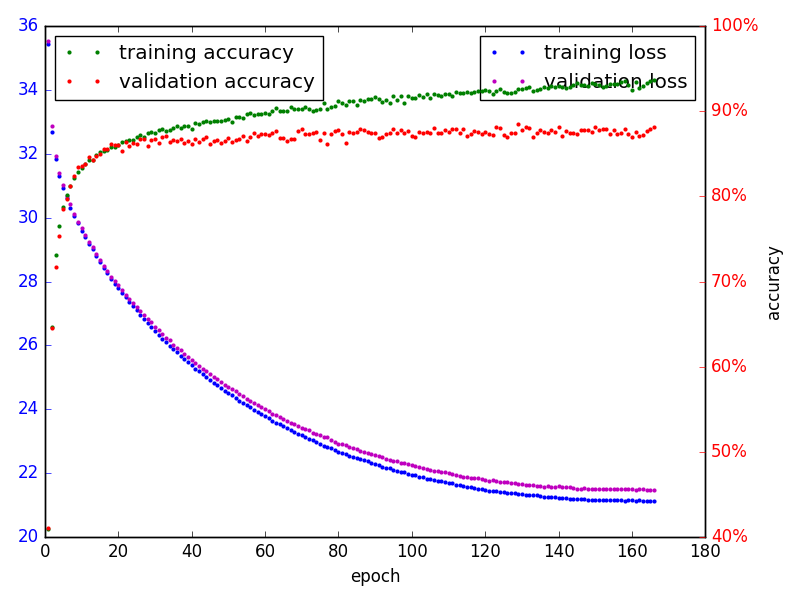 36
34
32
30
28
26
24
22
20
training accuracy
validation accuracy
training loss
validation loss
100%
90%
80%
70%
60%
50%
40%
accuracy
0 20 40 60 80 100 120 140 160 180
epoch